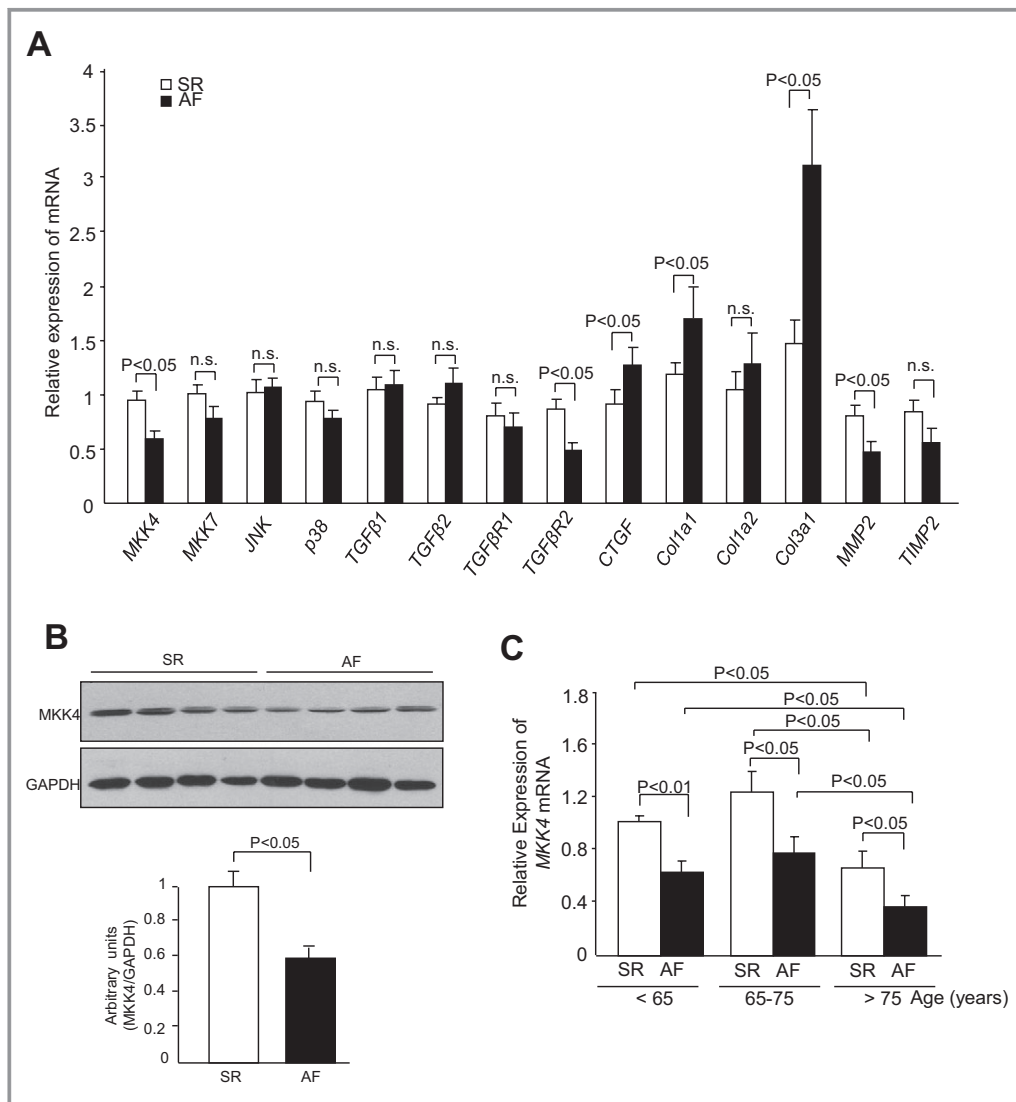 A
SR
AF
Relative expression of mRNA
4
3.5
3
2.5
2
1.5
1
0.5
0
P<0.05
n.s.
n.s.
n.s.
n.s.
n.s.
n.s.
P<0.05
P<0.05
P<0.05
n.s.
P<0.05
P<0.05
n.s.
MKK4
MKK7
JNK
p38
TGFβ1
TGFβ2
TGFβR1
TGFβR2
CTGF
Col1a1
Col1a2
Col3a1
MMP2
TIMP2
B
SR AF
MKK4
GAPDH
P<0.05
Arbitrary units
(MKK4/GAPDH)
1
0.8
0.6
0.4
0.2
0
SR AF
C
Relative Expression of
MKK4 mRNA
1.8
1.6
1.2
0.8
0.4
0
P<0.05
P<0.05
P<0.05
P<0.05
P<0.05
P<0.01
P<0.05
SR AF SR AF SR AF
< 65 65-75 > 75 Age (years)